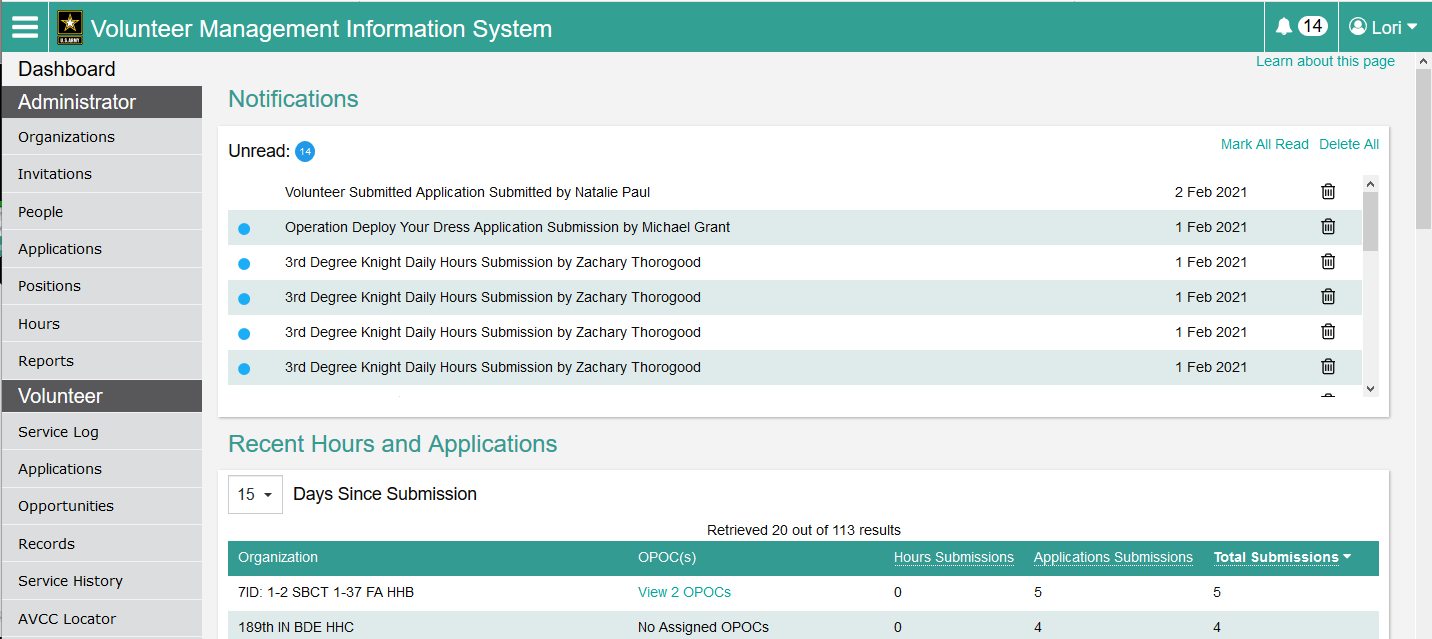 Volunteer Management Information System
14
Lori
Learn about this page
Dashboard
Administrator
Organizations
Invitations
People
Applications
Positions
Hours
Reports
Volunteer
Service Log
Applications
Opportunities
Records
Service History
AVCC Locator
Notifications
Unread: 14
Mark All Read Delete All
Volunteer Submitted Application Submitted by Natalie Paul 2 Feb 2021
Operation Deploy Your Dress Application Submission by Michael Grant 1 Feb 2021
3rd Degree Knight Daily Hours Submission by Zachary Thorogood 1 Feb 2021
3rd Degree Knight Daily Hours Submission by Zachary Thorogood 1 Feb 2021
3rd Degree Knight Daily Hours Submission by Zachary Thorogood 1 Feb 2021
3rd Degree Knight Daily Hours Submission by Zachary Thorogood 1 Feb 2021
Recent Hours and Applications
15 Days Since Submission
Retrieved 20 out of 113 results
Organization OPOC(s) Hours Submissions Applications Submissions Total Submissions
7ID: 1-2 SBCT 1-37 FA HHB View 2 OPOCs 0 5 5
189th IN BDE HHC No Assigned OPOCs 0 4 4